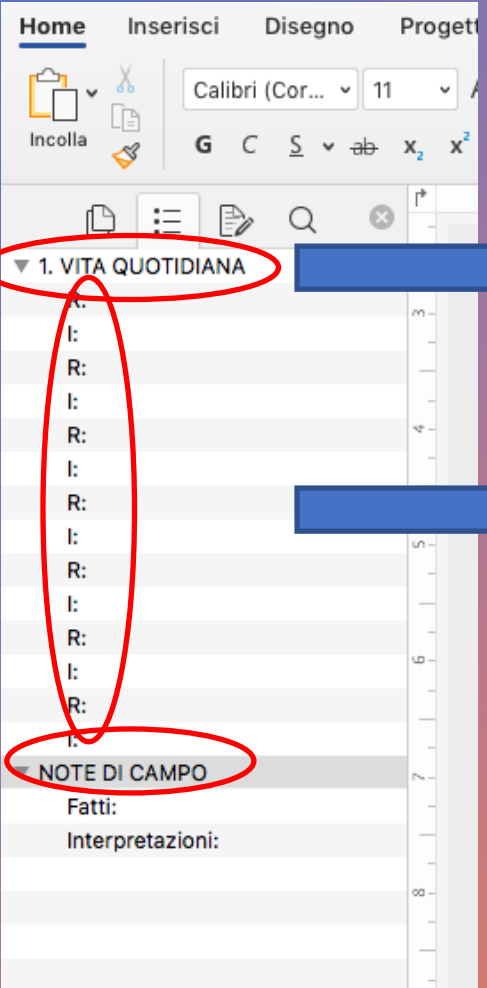 Home Inserisci Disegno Progett
Calibri (Cor... 11
Incolla
G C S ab x₂ x²
1. VITA QUOTIDIANA
R:
I:
R:
I:
R:
I:
R:
I:
R:
I:
R:
I:
R:
I:
NOTE DI CAMPO
Fatti:
Interpretazioni:
3
4
5
6
7
8